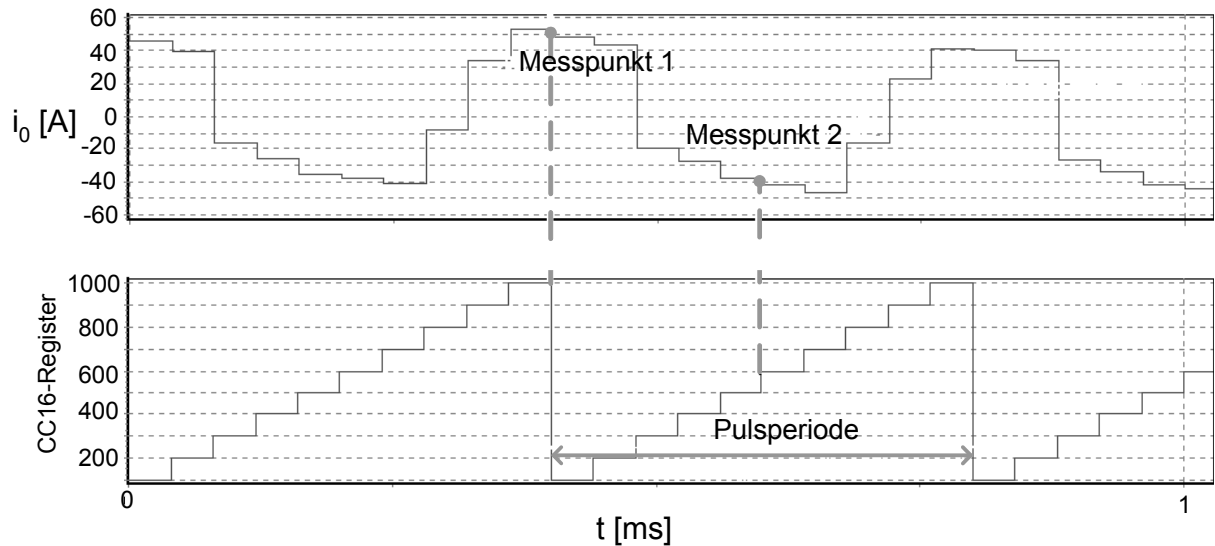 60
40
20
0
-20
-40
-60
i₀ [A]
Messpunkt 1
Messpunkt 2
1000
800
600
400
200
CC16-Register
Pulsperiode
0
1
t [ms]